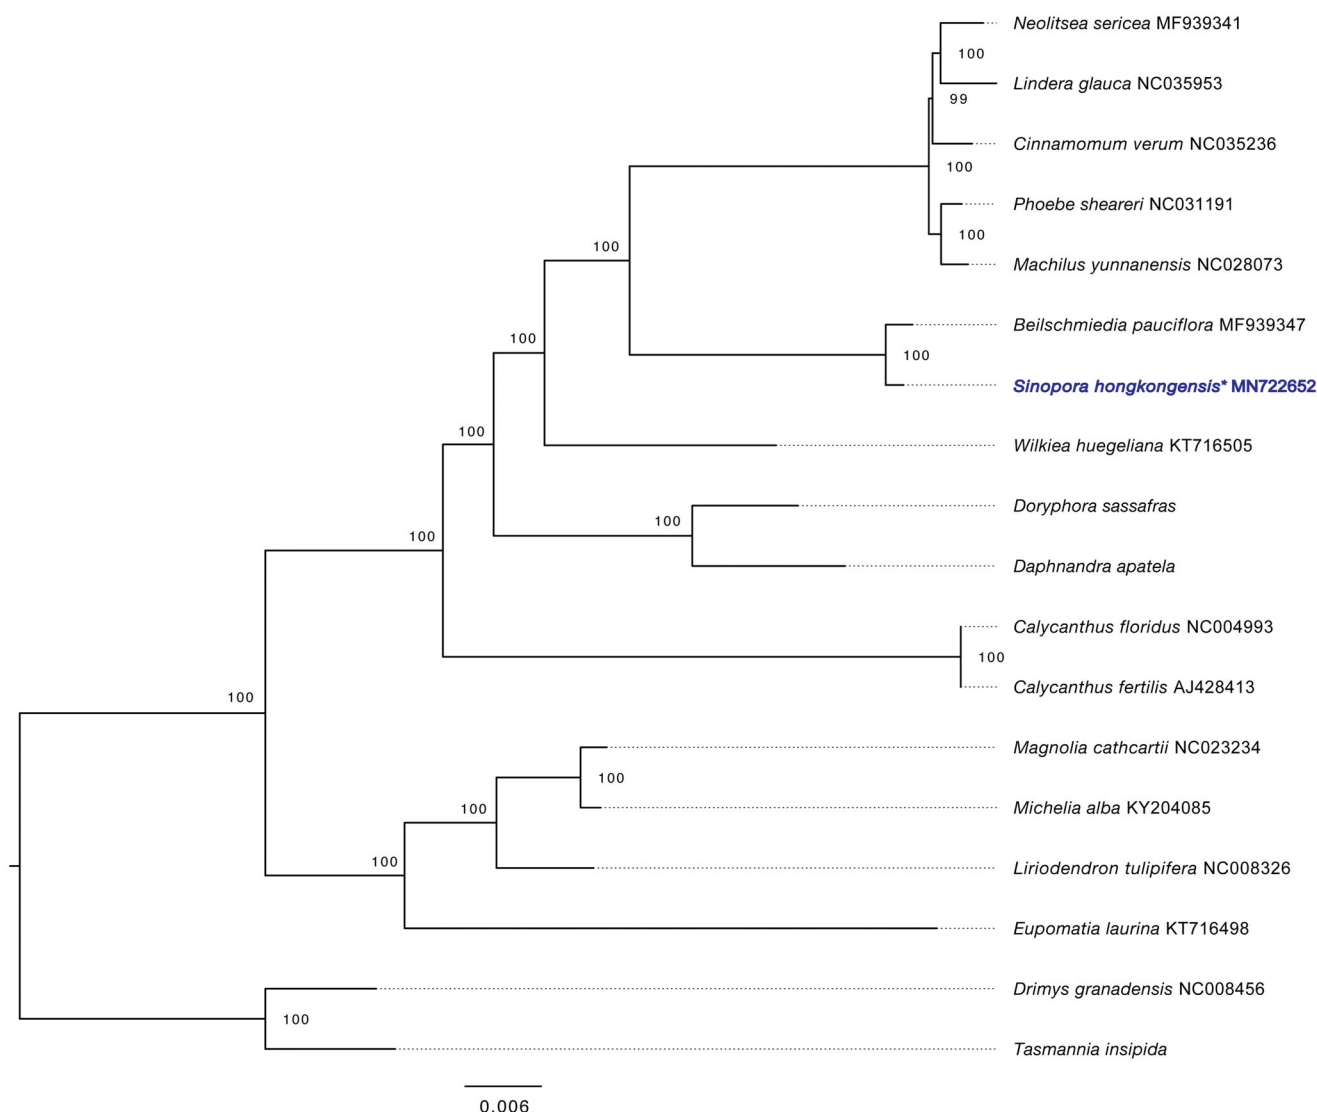 Neolitsea sericea MF939341
100
Lindera glauca NC035953
99
Cinnamomum verum NC035236
100
Phoebe sheareri NC031191
100
Machilus yunnanensis NC028073
100
Beilschmiedia pauciflora MF939347
100
100
Sinopora hongkongensis* MN722652
100
Wilkiea huegeliana KT716505
Doryphora sassafras
100
100
Daphnandra apatela
Calycanthus floridus NC004993
100
Calycanthus fertilis AJ428413
100
Magnolia cathcartii NC023234
100
Michelia alba KY204085
100
Liriodendron tulipifera NC008326
100
Eupomatia laurina KT716498
Drimys granadensis NC008456
100
Tasmannia insipida
0.006